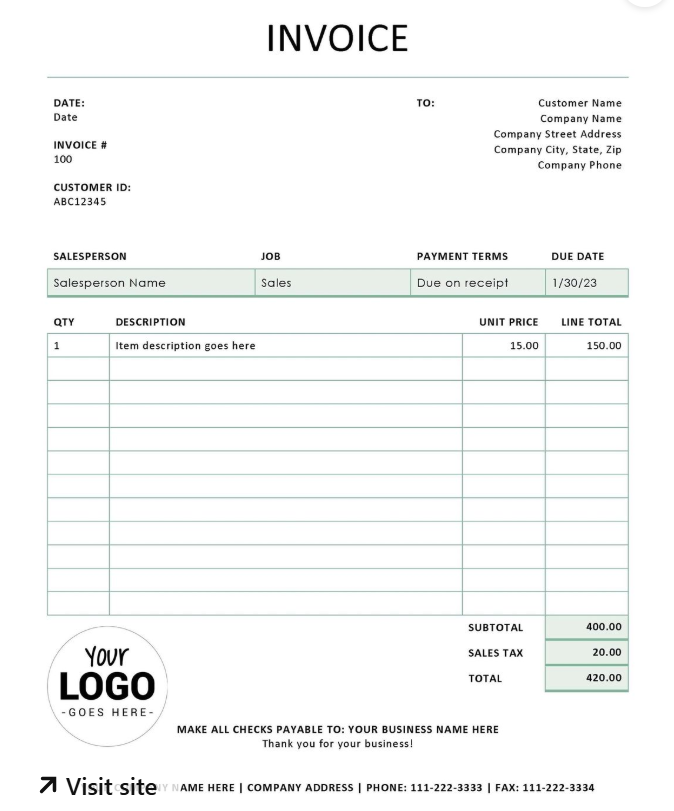 INVOICE
DATE:
Date
INVOICE #
100
CUSTOMER ID:
ABC12345
TO:
Customer Name
Company Name
Company Street Address
Company City, State, Zip
Company Phone
SALESPERSON JOB PAYMENT TERMS DUE DATE
Salesperson Name Sales Due on receipt 1/30/23
QTY DESCRIPTION UNIT PRICE LINE TOTAL
1 Item description goes here 15.00 150.00
SUBTOTAL 400.00
SALES TAX 20.00
TOTAL 420.00
Your
LOGO
-GOES HERE-
MAKE ALL CHECKS PAYABLE TO: YOUR BUSINESS NAME HERE
Thank you for your business!
Visit site
NAME HERE | COMPANY ADDRESS | PHONE: 111-222-3333 | FAX: 111-222-3334